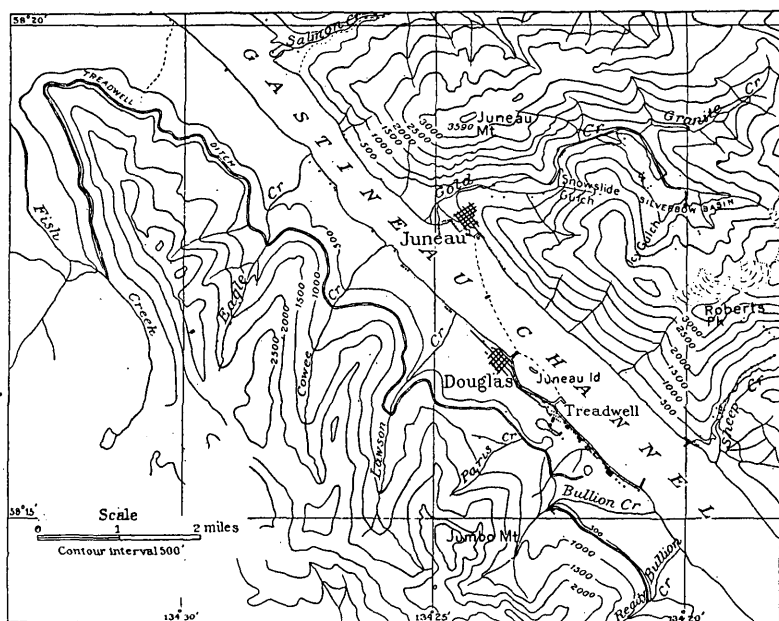 58°20'
Salmon Cr
GASTINEAU CHANNEL
TREADWELL
DITCH
Juneau
Mt
3590
3000
2500
2000
1500
1000
500
Granite Cr
Gold
Cr
Snowslide
Gulch
SILVERBOW BASIN
Icy Gulch
Juneau
Fish
Creek
Eagle
Cr
500
1000
1500
2000
2500
Cowee
Cr
Roberts
Pk
3000
2500
2000
1500
1000
500
Douglas
Juneau Id
Treadwell
Lawson
Cr
Paris Cr
Sheep
Cr
58°15'
Scale
0 1 2 miles
Contour interval 500'
Bullion Cr
Jumbo Mt
500
1000
1500
2000
Ready Bullion
Cr
134°30'
134°25'
134°20'